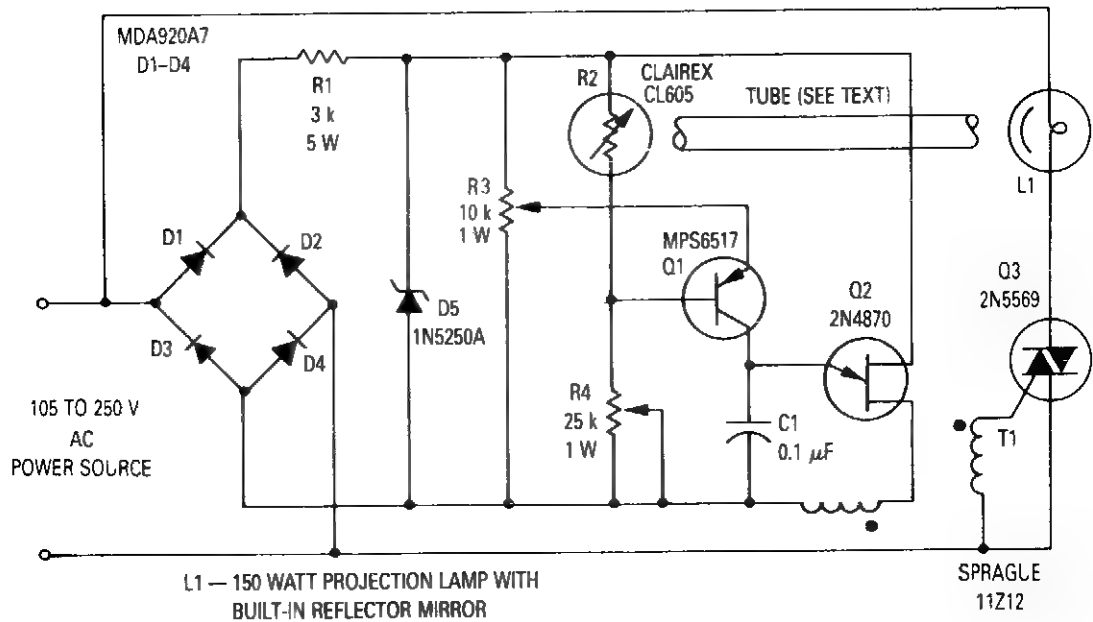 MDA920A7
D1–D4
R1
3 k
5 W
R2
CLAIREX
CL605
TUBE (SEE TEXT)
L1
D1
D2
D3
D4
R3
10 k
1 W
MPS6517
Q1
D5
1N5250A
Q2
2N4870
Q3
2N5569
R4
25 k
1 W
C1
0.1 µF
T1
105 TO 250 V
AC
POWER SOURCE
L1 — 150 WATT PROJECTION LAMP WITH
BUILT-IN REFLECTOR MIRROR
SPRAGUE
11Z12